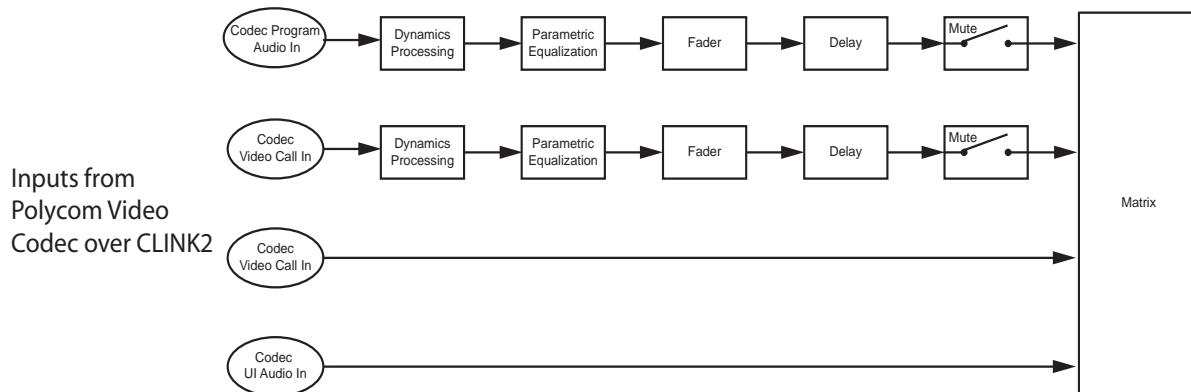 Codec Program
Audio In
Dynamics
Processing
Parametric
Equalization
Fader
Delay
Mute
Codec
Video Call In
Dynamics
Processing
Parametric
Equalization
Fader
Delay
Mute
Inputs from
Polycom Video
Codec over CLINK2
Matrix
Codec
Video Call In
Codec
UI Audio In